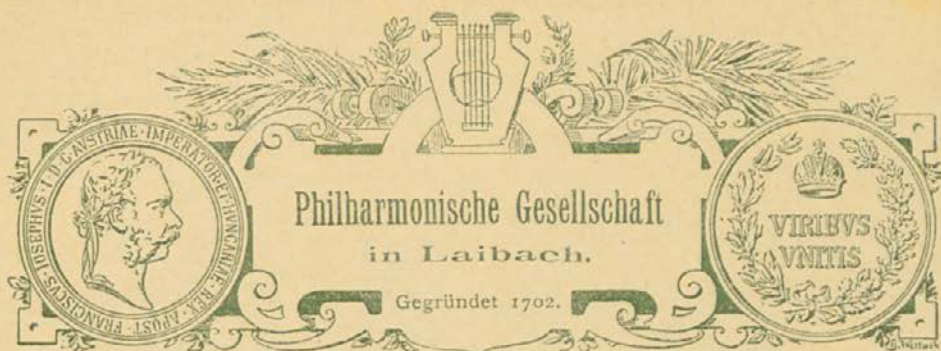 Philharmonische Gesellschaft
in Laibach.
Gegründet 1702.
FRANCISCVS·IOSEPHVS·I·D·G·AVSTRIAE·IMPERATOR·ET·HVNGARIAE·REX·APOST·
VIRIBVS
VNITIS